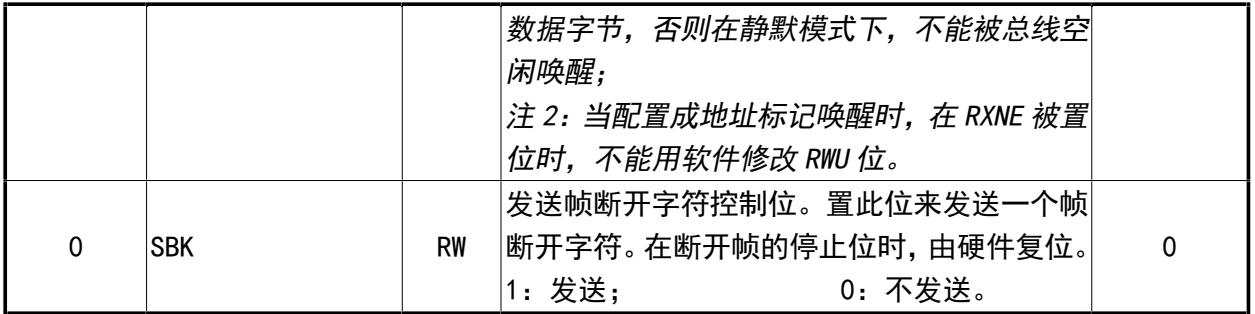 数据字节，否则在静默模式下，不能被总线空
闲唤醒；
注 2：当配置成地址标记唤醒时，在 RXNE 被置
位时，不能用软件修改 RWU 位。
0 SBK RW 发送帧断开字符控制位。置此位来发送一个帧
断开字符。在断开帧的停止位时，由硬件复位。 0
1：发送； 0：不发送。